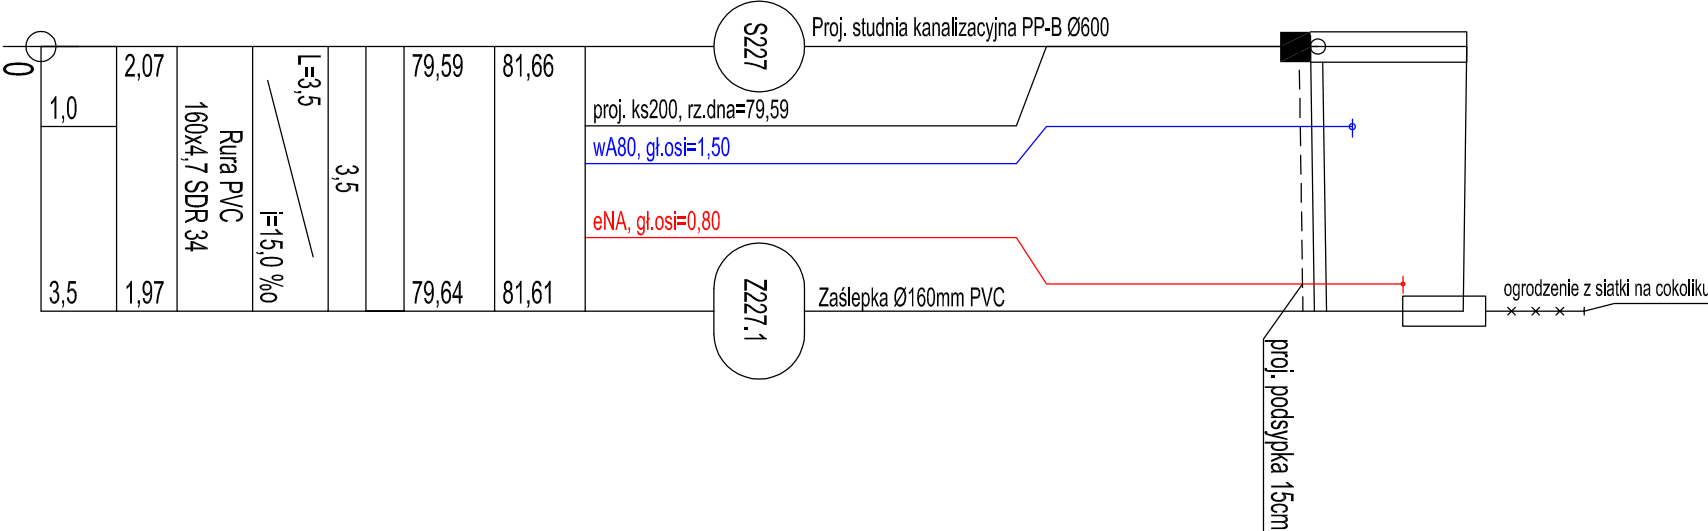 S227
Proj. studnia kanalizacyjna PP-B Ø600
0
2,07
L=3,5
79,59
81,66
1,0
proj. ks200, rz.dna=79,59
wA80, gł.osi=1,50
Rura PVC
160x4,7 SDR 34
3,5
i=15,0 %o
eNA, gł.osi=0,80
3,5
1,97
79,64
81,61
Z227.1
Zaślepka Ø160mm PVC
ogrodzenie z siatki na cokoliku
proj. podsypka 15cm